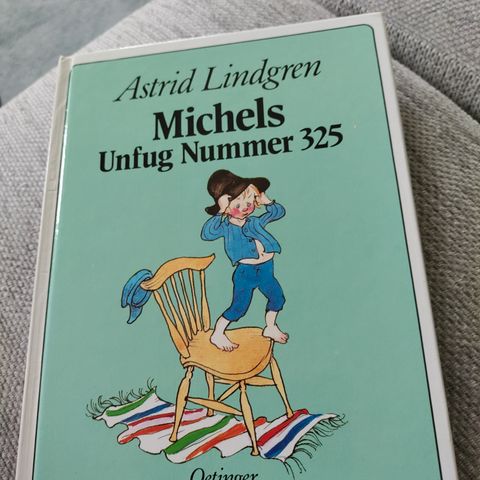 Astrid Lindgren
Michels
Unfug Nummer 325
Oetinger